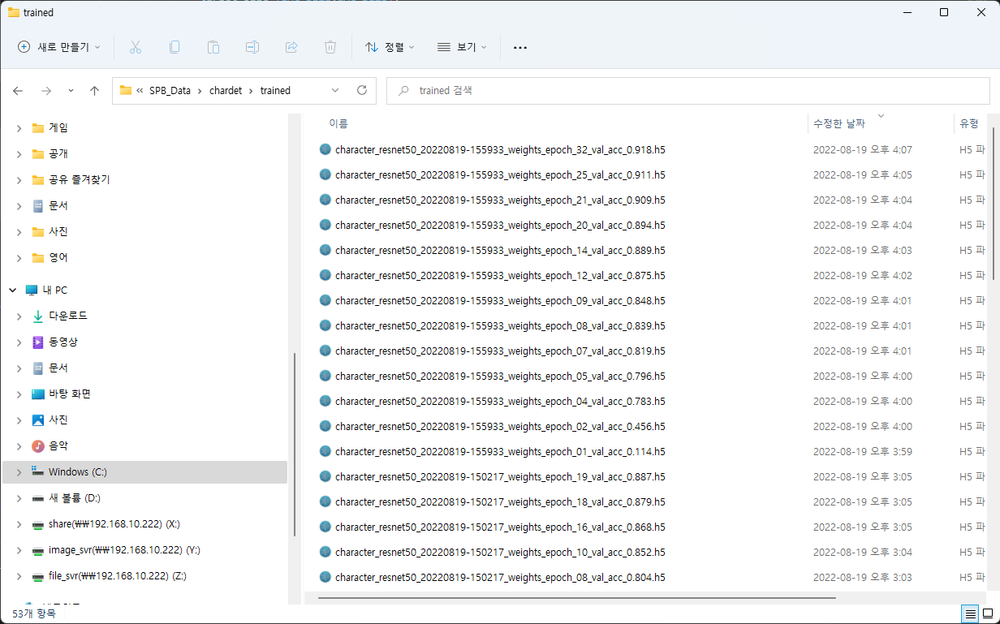 trained
새로 만들기
정렬
보기
« SPB_Data > chardet > trained
trained 검색
게임
공개
공유 즐겨찾기
문서
사진
영어
내 PC
다운로드
동영상
문서
바탕 화면
사진
음악
Windows (C:)
새 볼륨 (D:)
share(₩₩192.168.10.222) (X:)
image_svr(₩₩192.168.10.222) (Y:)
file_svr(₩₩192.168.10.222) (Z:)
이름 수정한 날짜 유형
character_resnet50_20220819-155933_weights_epoch_32_val_acc_0.918.h5 2022-08-19 오후 4:07 H5 파
character_resnet50_20220819-155933_weights_epoch_25_val_acc_0.911.h5 2022-08-19 오후 4:05 H5 파
character_resnet50_20220819-155933_weights_epoch_21_val_acc_0.909.h5 2022-08-19 오후 4:04 H5 파
character_resnet50_20220819-155933_weights_epoch_20_val_acc_0.894.h5 2022-08-19 오후 4:04 H5 파
character_resnet50_20220819-155933_weights_epoch_14_val_acc_0.889.h5 2022-08-19 오후 4:03 H5 파
character_resnet50_20220819-155933_weights_epoch_12_val_acc_0.875.h5 2022-08-19 오후 4:02 H5 파
character_resnet50_20220819-155933_weights_epoch_09_val_acc_0.848.h5 2022-08-19 오후 4:01 H5 파
character_resnet50_20220819-155933_weights_epoch_08_val_acc_0.839.h5 2022-08-19 오후 4:01 H5 파
character_resnet50_20220819-155933_weights_epoch_07_val_acc_0.819.h5 2022-08-19 오후 4:01 H5 파
character_resnet50_20220819-155933_weights_epoch_05_val_acc_0.796.h5 2022-08-19 오후 4:00 H5 파
character_resnet50_20220819-155933_weights_epoch_04_val_acc_0.783.h5 2022-08-19 오후 4:00 H5 파
character_resnet50_20220819-155933_weights_epoch_02_val_acc_0.456.h5 2022-08-19 오후 4:00 H5 파
character_resnet50_20220819-155933_weights_epoch_01_val_acc_0.114.h5 2022-08-19 오후 3:59 H5 파
character_resnet50_20220819-150217_weights_epoch_19_val_acc_0.887.h5 2022-08-19 오후 3:05 H5 파
character_resnet50_20220819-150217_weights_epoch_18_val_acc_0.879.h5 2022-08-19 오후 3:05 H5 파
character_resnet50_20220819-150217_weights_epoch_16_val_acc_0.868.h5 2022-08-19 오후 3:05 H5 파
character_resnet50_20220819-150217_weights_epoch_10_val_acc_0.852.h5 2022-08-19 오후 3:04 H5 파
character_resnet50_20220819-150217_weights_epoch_08_val_acc_0.804.h5 2022-08-19 오후 3:03 H5 파
53개 항목